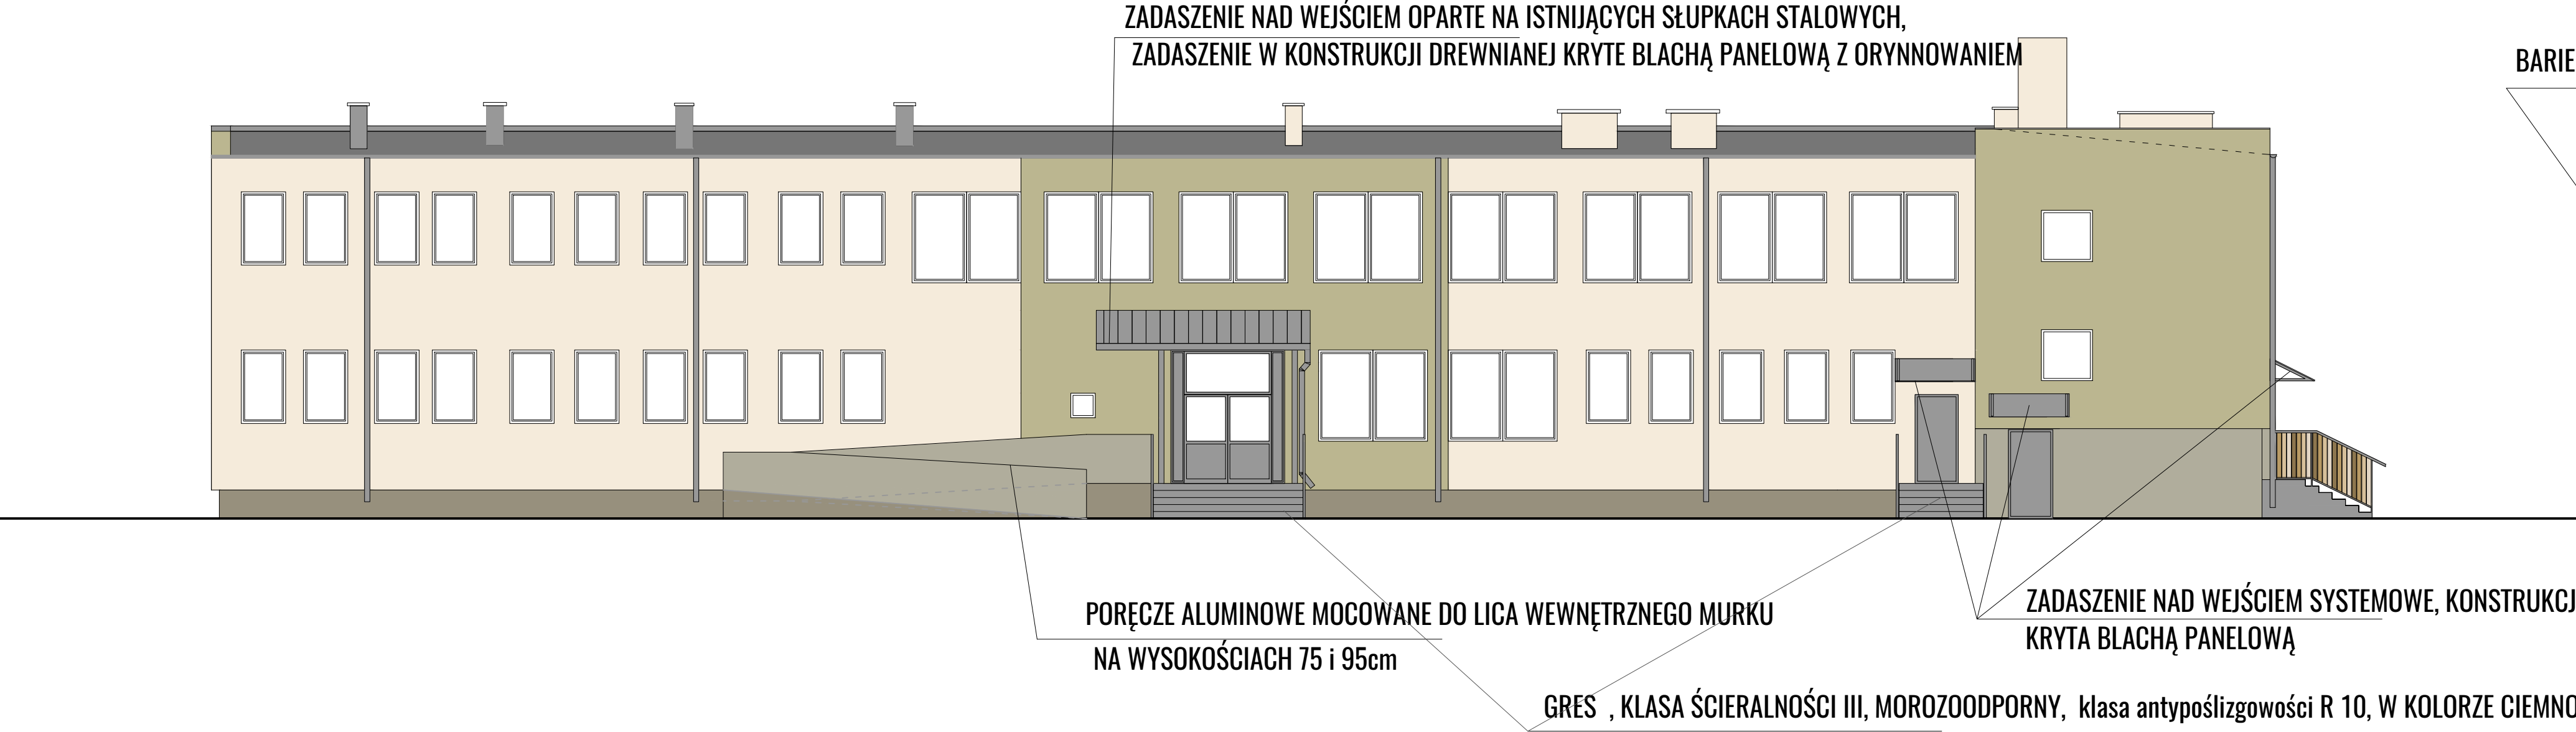 ZADASZENIE NAD WEJŚCIEM OPARTE NA ISTNIJĄCYCH SŁUPKACH STALOWYCH,
ZADASZENIE W KONSTRUKCJI DREWNIANEJ KRYTE BLACHĄ PANELOWĄ Z ORYNNOWANIEM
BARIE
ZADASZENIE NAD WEJŚCIEM SYSTEMOWE, KONSTRUKCJ
KRYTA BLACHĄ PANELOWĄ
PORĘCZE ALUMINOWE MOCOWANE DO LICA WEWNĘTRZNEGO MURKU
NA WYSOKOŚCIACH 75 i 95cm
GRES , KLASA ŚCIERALNOŚCI III, MOROZOODPORNY, klasa antypoślizgowości R 10, W KOLORZE CIEMNO